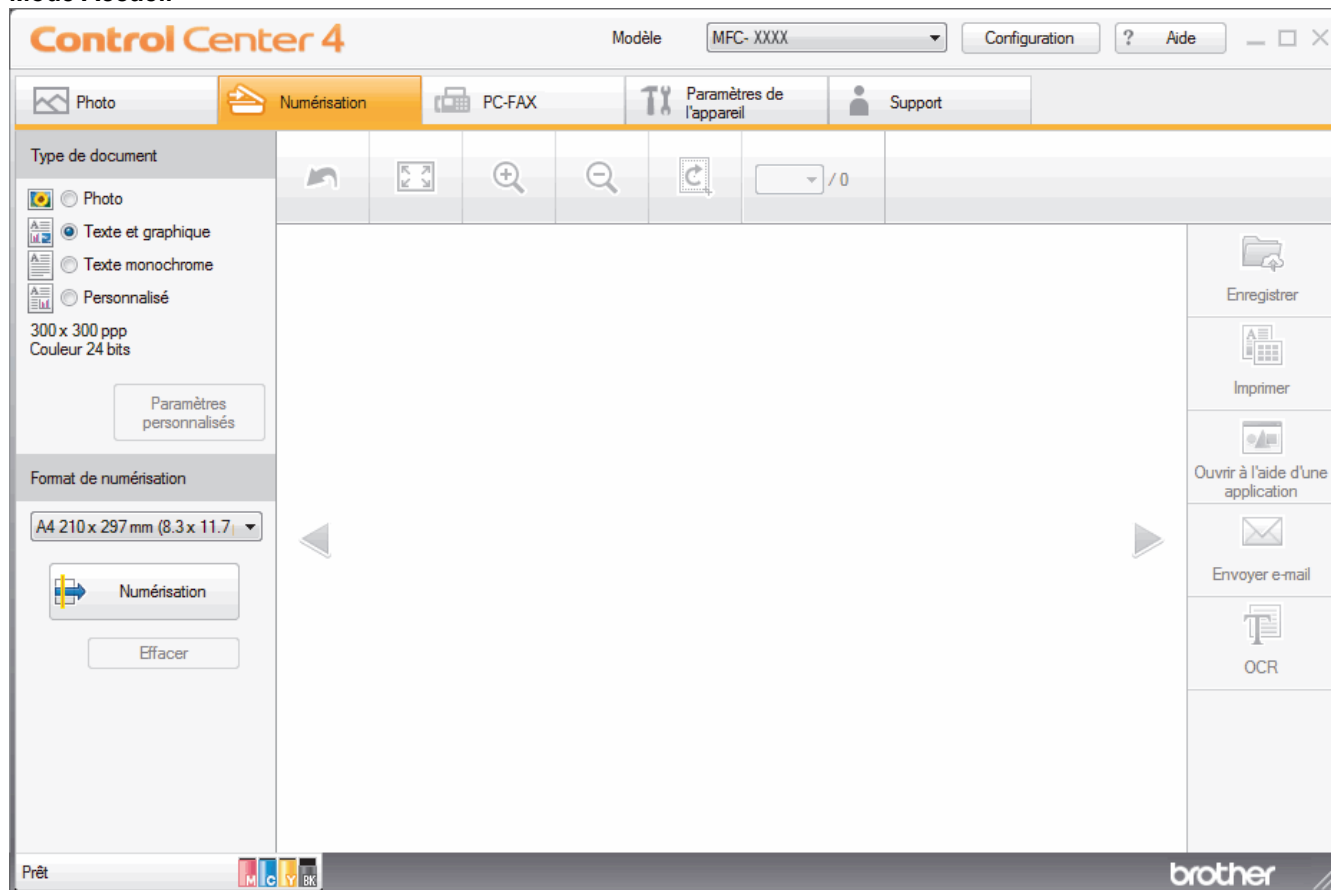 Control Center 4
Modèle
MFC- XXXX
Configuration
? Aide
Photo
Numérisation
PC-FAX
Paramètres de
l'appareil
Support
Type de document
/ 0
Photo
Texte et graphique
Texte monochrome
Personnalisé
300 x 300 ppp
Couleur 24 bits
Paramètres
personnalisés
Format de numérisation
A4 210 x 297 mm (8.3 x 11.7
Numérisation
Effacer
Enregistrer
Imprimer
Ouvrir à l'aide d'une
application
Envoyer e-mail
OCR
Prêt
M C Y BK
brother